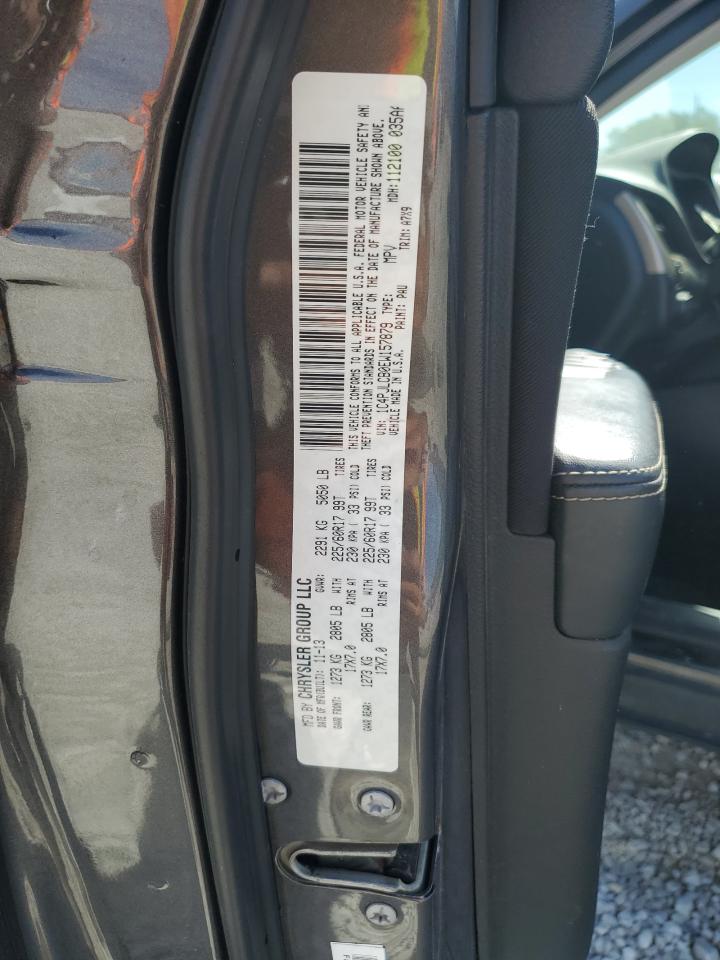 MFD BY CHRYSLER GROUP LLC
DATE OF MFR(BUILT): 11-13 GVWR: 2291 KG 5050 LB
GAWR FRONT: 1273 KG 2805 LB WITH 225/60R17 99T TIRES
17X7.0 RIMS AT 230 KPA ( 33 PSI) COLD
GAWR REAR: 1273 KG 2805 LB WITH 225/60R17 99T TIRES
17X7.0 RIMS AT 230 KPA ( 33 PSI) COLD
THIS VEHICLE CONFORMS TO ALL APPLICABLE U.S.A. FEDERAL MOTOR VEHICLE SAFETY AN
THEFT PREVENTION STANDARDS IN EFFECT ON THE DATE OF MANUFACTURE SHOWN ABOVE.
VIN: 1C4PJLCB0EW157879 TYPE: MPV MDH: 112100 035A
VEHICLE MADE IN U.S.A. PAINT: PAU TRIM: A7X9